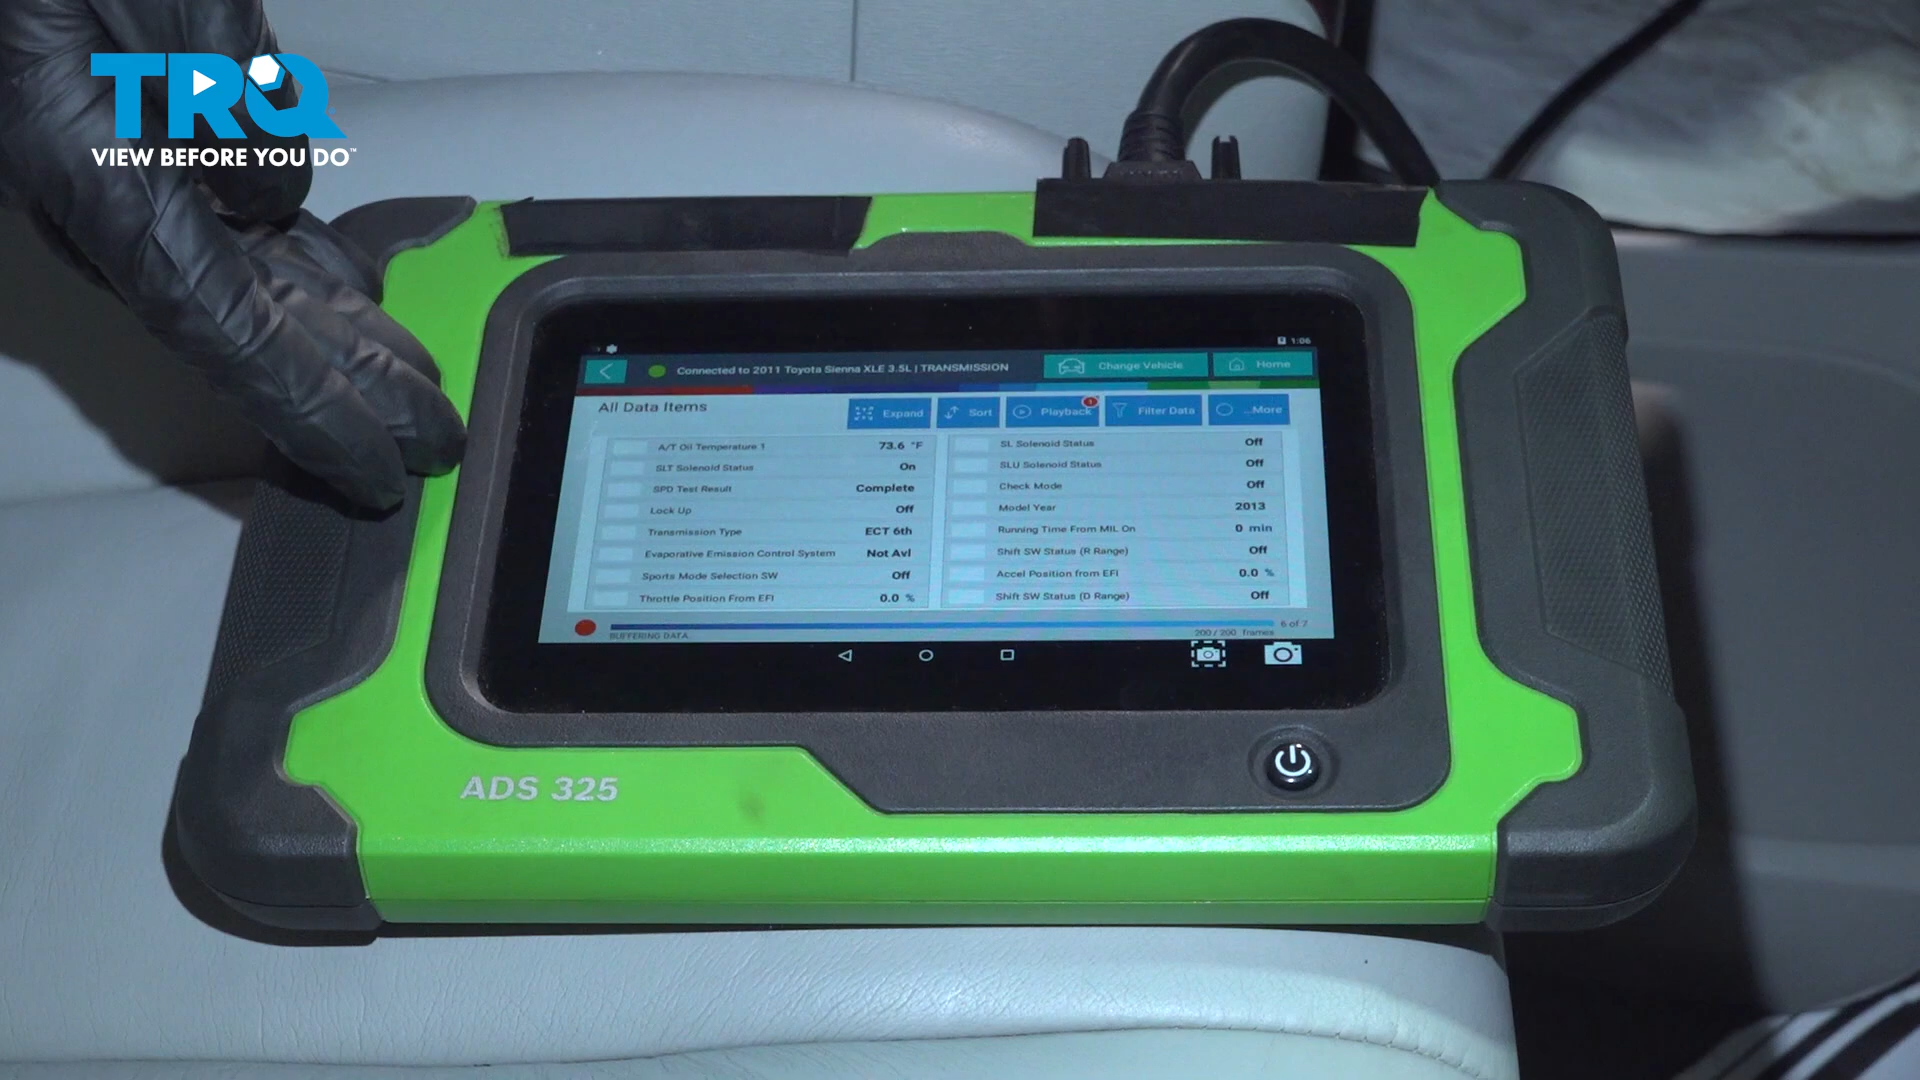 TRQ
VIEW BEFORE YOU DO™
1:06
Connected to 2011 Toyota Sienna XLE 3.5L | TRANSMISSION
Change Vehicle
Home
All Data Items
Expand
Sort
Playback
1
Filter Data
...More
A/T Oil Temperature 1 73.6 °F
SLT Solenoid Status On
SPD Test Result Complete
Lock Up Off
Transmission Type ECT 6th
Evaporative Emission Control System Not Avl
Sports Mode Selection SW Off
Throttle Position From EFI 0.0 %
SL Solenoid Status Off
SLU Solenoid Status Off
Check Mode Off
Model Year 2013
Running Time From MIL On 0 min
Shift SW Status (R Range) Off
Accel Position from EFI 0.0 %
Shift SW Status (D Range) Off
BUFFERING DATA.
6 of 7
200 / 200 frames
ADS 325